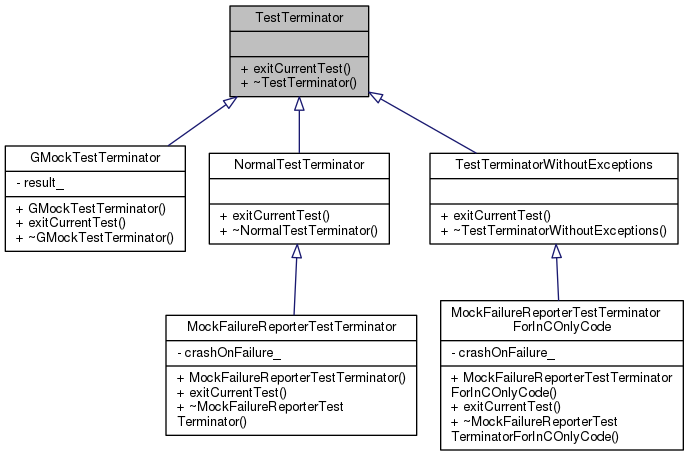 TestTerminator
+ exitCurrentTest()
+ ~TestTerminator()
GMockTestTerminator
- result_
+ GMockTestTerminator()
+ exitCurrentTest()
+ ~GMockTestTerminator()
NormalTestTerminator
+ exitCurrentTest()
+ ~NormalTestTerminator()
TestTerminatorWithoutExceptions
+ exitCurrentTest()
+ ~TestTerminatorWithoutExceptions()
MockFailureReporterTestTerminator
- crashOnFailure_
+ MockFailureReporterTestTerminator()
+ exitCurrentTest()
+ ~MockFailureReporterTest
Terminator()
MockFailureReporterTestTerminator
ForInCOnlyCode
- crashOnFailure_
+ MockFailureReporterTestTerminator
ForInCOnlyCode()
+ exitCurrentTest()
+ ~MockFailureReporterTest
TerminatorForInCOnlyCode()